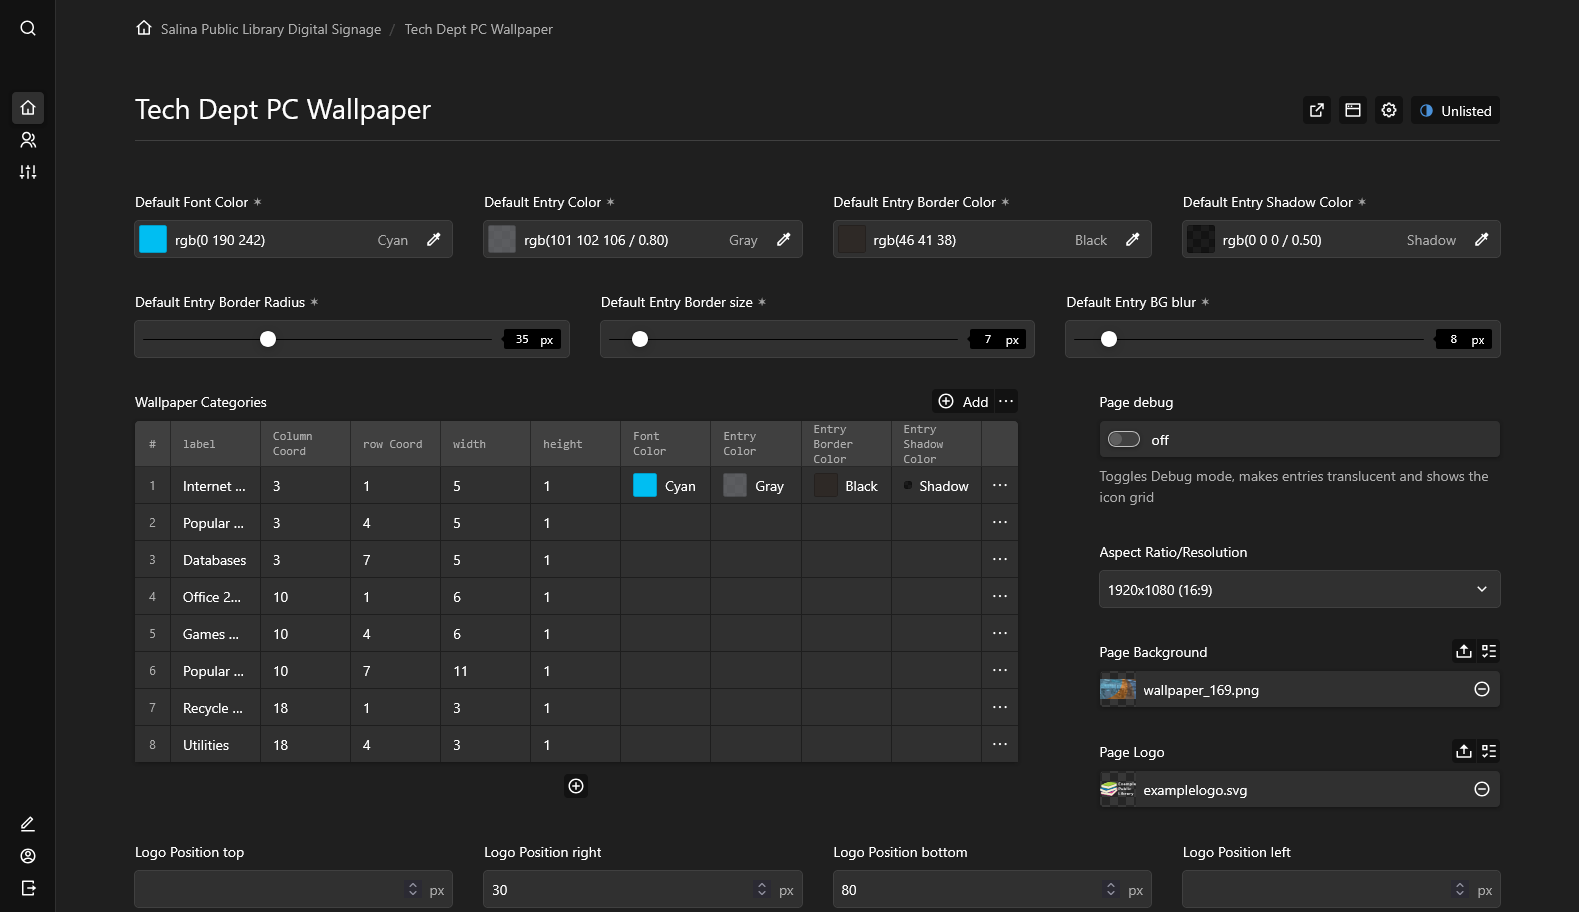 Salina Public Library Digital Signage / Tech Dept PC Wallpaper
Tech Dept PC Wallpaper
Unlisted
Default Font Color *
Default Entry Color *
Default Entry Border Color *
Default Entry Shadow Color *
rgb(0 190 242) Cyan
rgb(101 102 106 / 0.80) Gray
rgb(46 41 38) Black
rgb(0 0 0 / 0.50) Shadow
Default Entry Border Radius *
Default Entry Border size *
Default Entry BG blur *
35 px
7 px
8 px
Wallpaper Categories
Add
# label Column Coord row Coord width height Font Color Entry Color Entry Border Color Entry Shadow Color
1 Internet ... 3 1 5 1 Cyan Gray Black Shadow
2 Popular ... 3 4 5 1
3 Databases 3 7 5 1
4 Office 2... 10 1 6 1
5 Games ... 10 4 6 1
6 Popular ... 10 7 11 1
7 Recycle ... 18 1 3 1
8 Utilities 18 4 3 1
Page debug
off
Toggles Debug mode, makes entries translucent and shows the
icon grid
Aspect Ratio/Resolution
1920x1080 (16:9)
Page Background
wallpaper_169.png
Page Logo
Example
Public
Library
examplelogo.svg
Logo Position top
Logo Position right
Logo Position bottom
Logo Position left
px
30 px
80 px
px